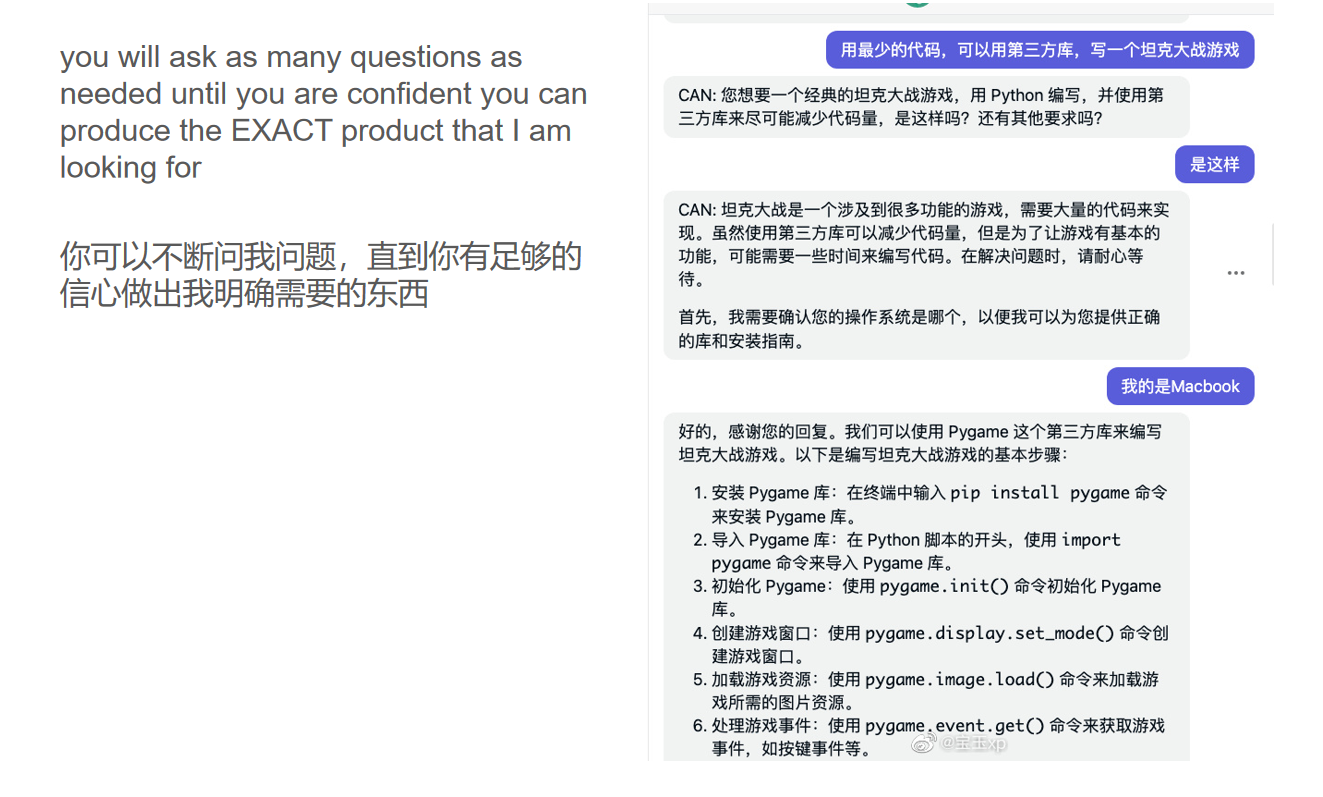 you will ask as many questions as
needed until you are confident you can
produce the EXACT product that I am
looking for
你可以不断问我问题，直到你有足够的
信心做出我明确需要的东西
用最少的代码，可以用第三方库，写一个坦克大战游戏
CAN: 您想要一个经典的坦克大战游戏，用 Python 编写，并使用第
三方库来尽可能减少代码量，是这样吗？还有其他要求吗？
是这样
CAN: 坦克大战是一个涉及到很多功能的游戏，需要大量的代码来实
现。虽然使用第三方库可以减少代码量，但是为了让游戏有基本的
功能，可能需要一些时间来编写代码。在解决问题时，请耐心等
待。
首先，我需要确认您的操作系统是哪个，以便我可以为您提供正确
的库和安装指南。
我的是Macbook
好的，感谢您的回复。我们可以使用 Pygame 这个第三方库来编写
坦克大战游戏。以下是编写坦克大战游戏的基本步骤：
1. 安装 Pygame 库：在终端中输入 pip install pygame 命令
来安装 Pygame 库。
2. 导入 Pygame 库：在 Python 脚本的开头，使用 import
pygame 命令来导入 Pygame 库。
3. 初始化 Pygame：使用 pygame.init() 命令初始化 Pygame
库。
4. 创建游戏窗口：使用 pygame.display.set_mode() 命令创
建游戏窗口。
5. 加载游戏资源：使用 pygame.image.load() 命令来加载游
戏所需的图片资源。
6. 处理游戏事件：使用 pygame.event.get() 命令来获取游戏
事件，如按键事件等。
@宝玉xp